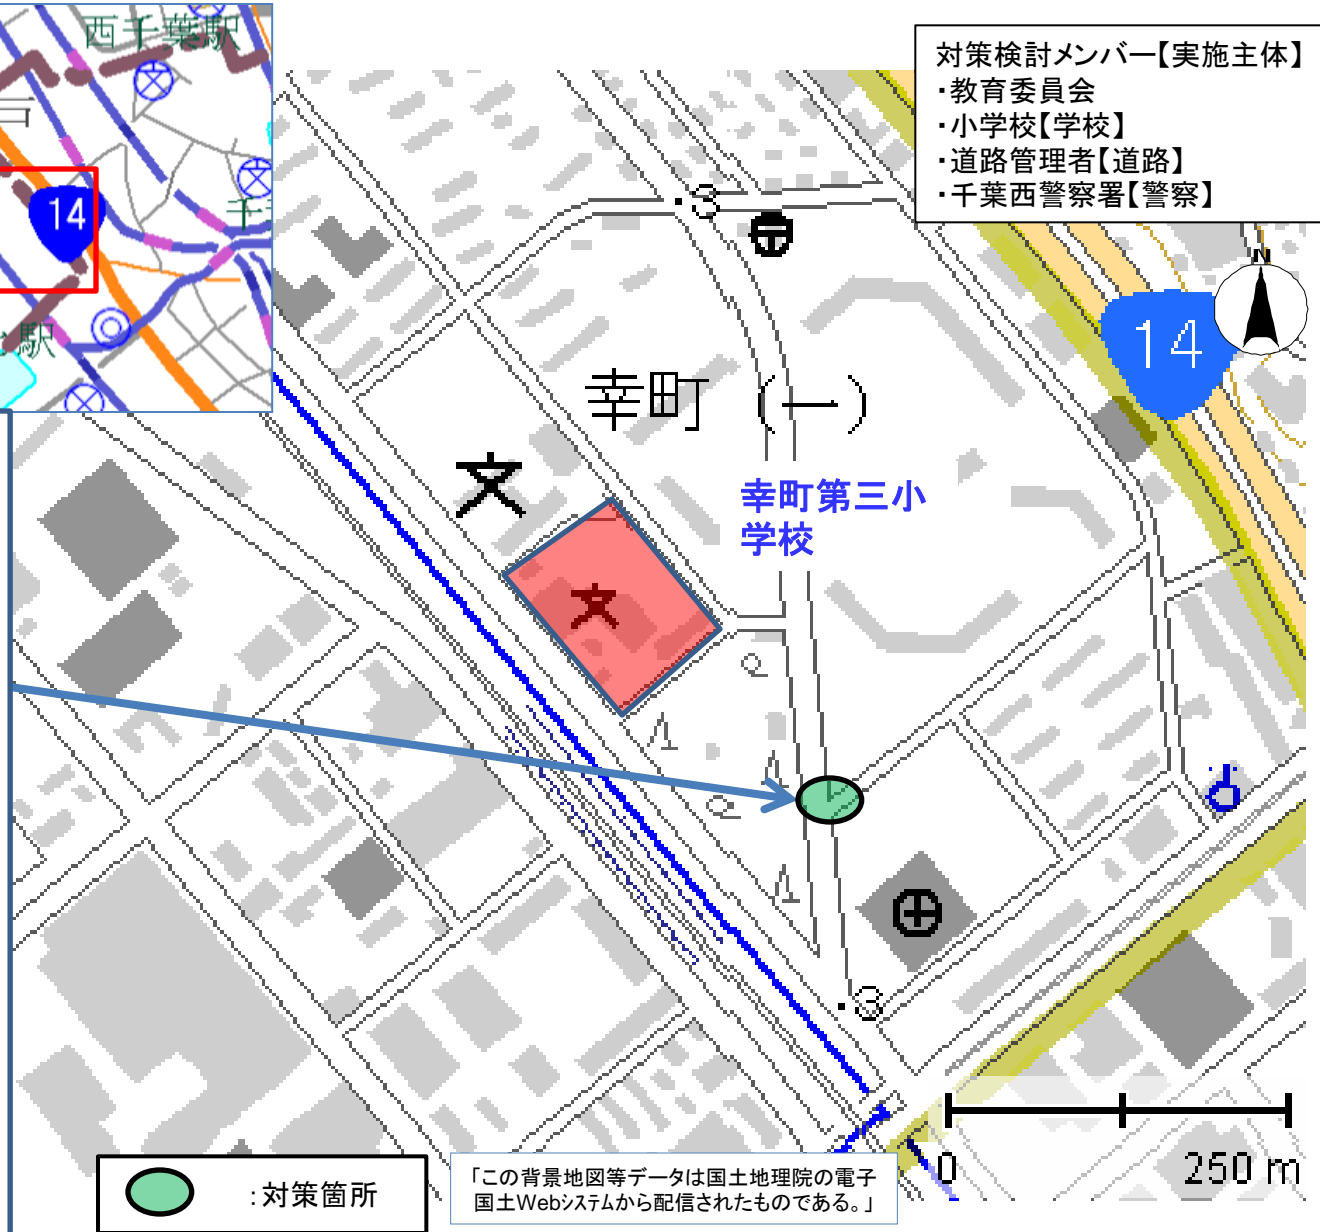 西千葉駅
14
千
駅
対策検討メンバー【実施主体】
・教育委員会
・小学校【学校】
・道路管理者【道路】
・千葉西警察署【警察】
N
14
・3
幸町 (一)
幸町第三小
学校
・3
0
250 m
:対策箇所
「この背景地図等データは国土地理院の電子
国土Webシステムから配信されたものである。」